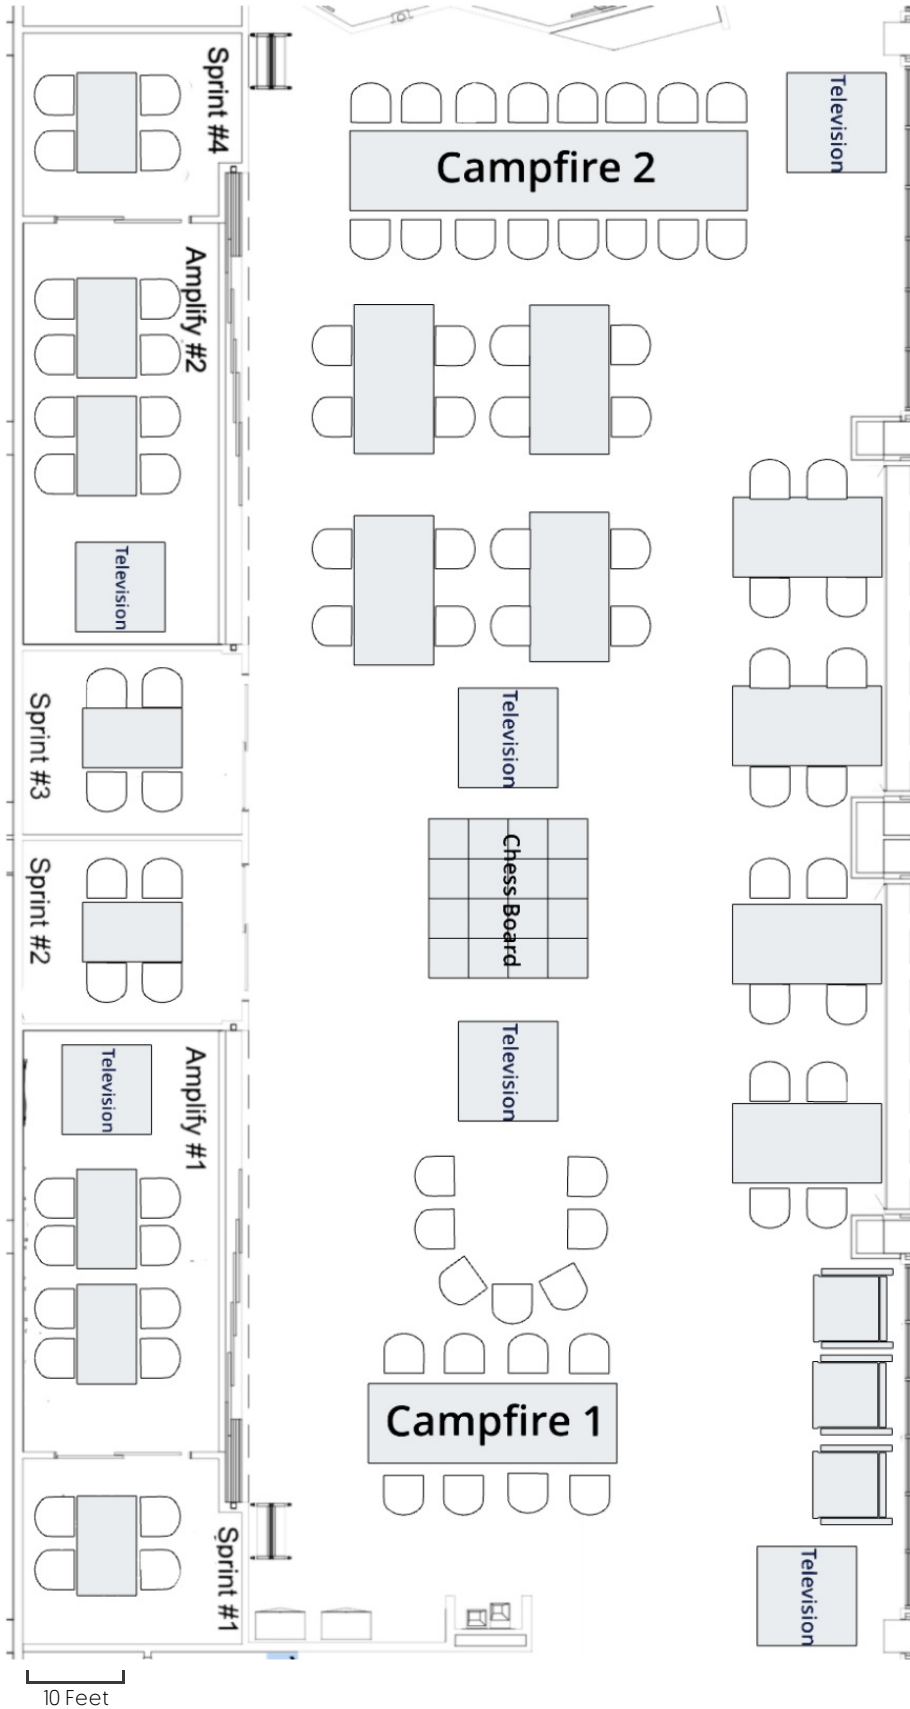 Sprint #4
Campfire 2
Television
Amplify #2
Television
Sprint #3
Television
Chess Board
Sprint #2
Television
Amplify #1
Television
Campfire 1
Sprint #1
Television
10 Feet